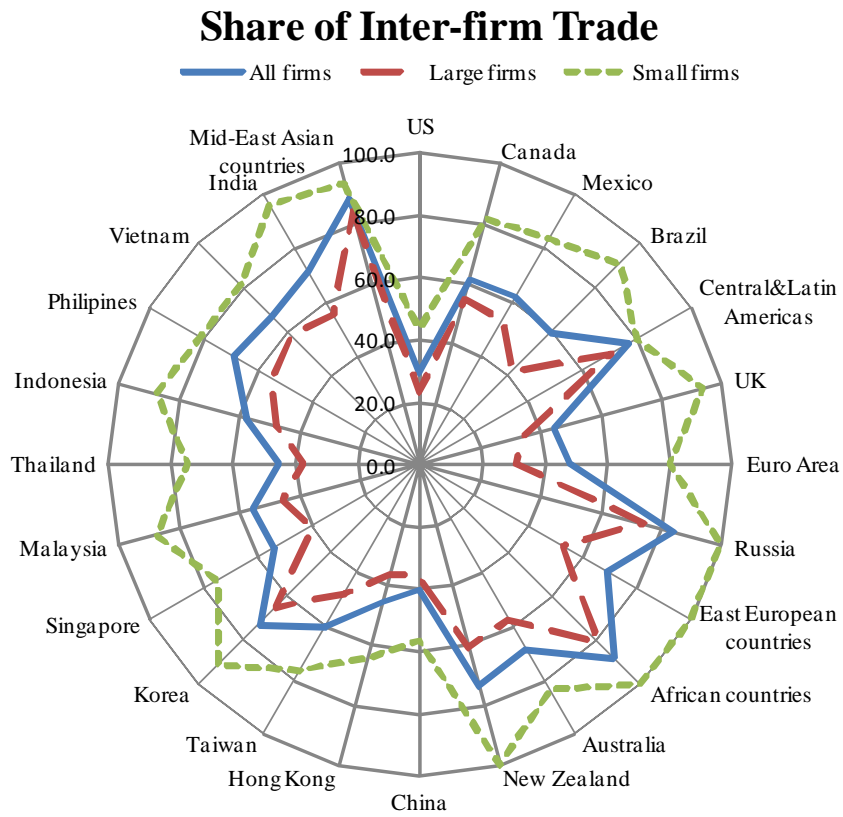 Share of Inter-firm Trade
All firms
Large firms
Small firms
US
Canada
Mexico
Brazil
Central&Latin
Americas
UK
Euro Area
Russia
East European
countries
African countries
Australia
New Zealand
China
Hong Kong
Taiwan
Korea
Singapore
Malaysia
Thailand
Indonesia
Philipines
Vietnam
India
Mid-East Asian
countries
100.0
80.0
60.0
40.0
20.0
0.0